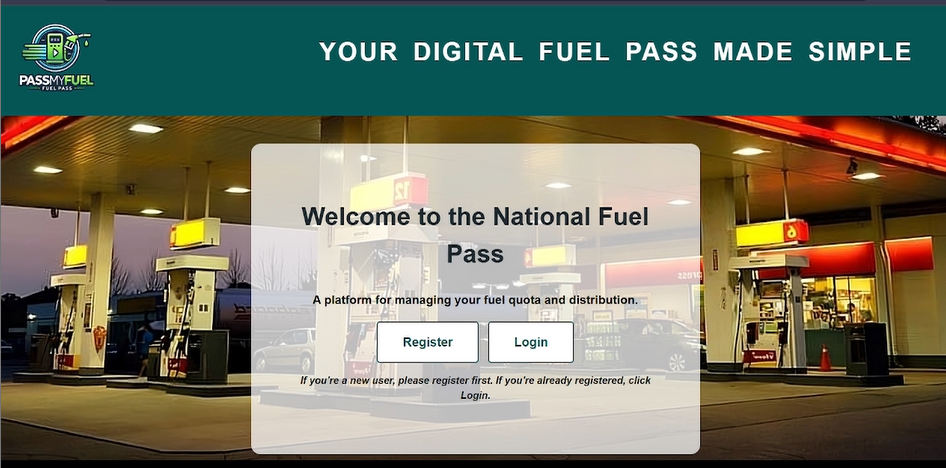 PASSMYFUEL
FUEL PASS
YOUR DIGITAL FUEL PASS MADE SIMPLE
Welcome to the National Fuel
Pass
A platform for managing your fuel quota and distribution.
Register
Login
If you're a new user, please register first. If you're already registered, click
Login.